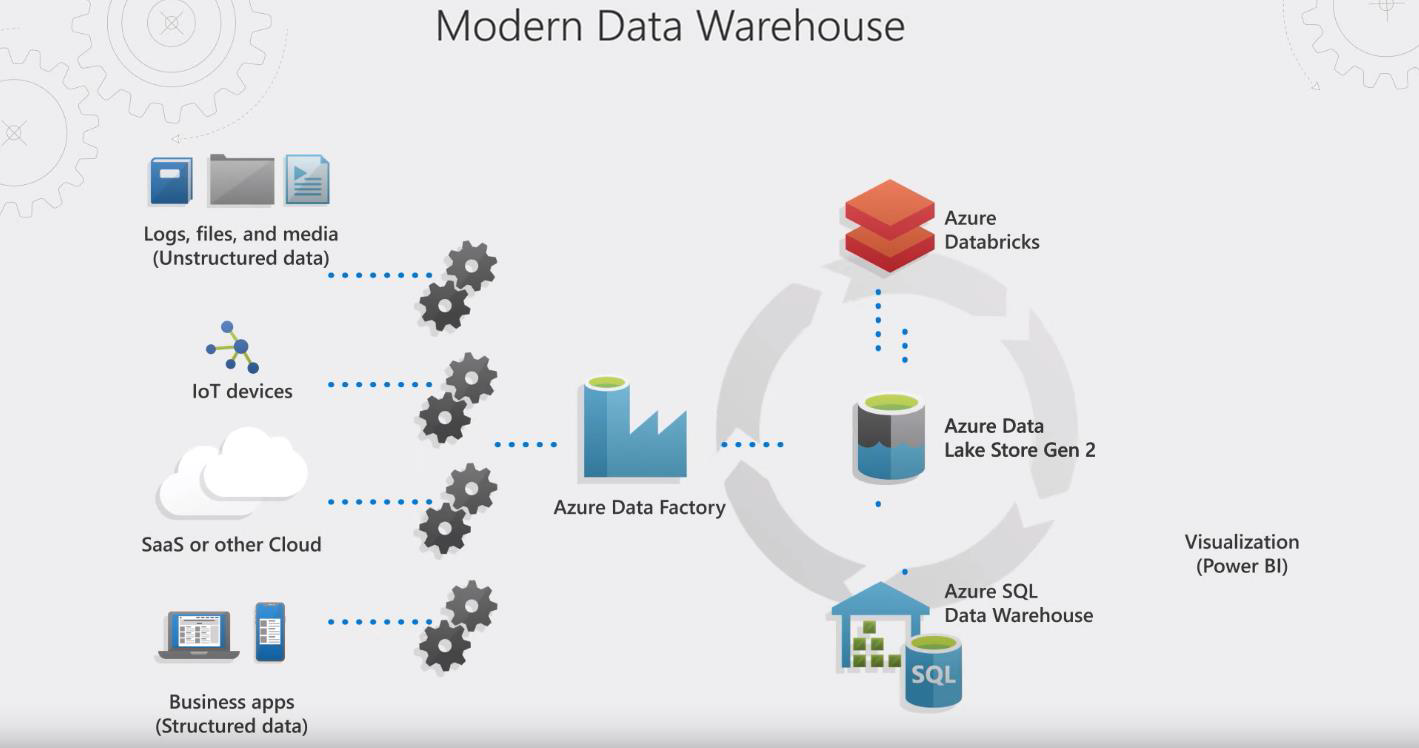 Modern Data Warehouse
Logs, files, and media
(Unstructured data)
IoT devices
SaaS or other Cloud
Business apps
(Structured data)
Azure Data Factory
Azure
Databricks
Azure Data
Lake Store Gen 2
Azure SQL
Data Warehouse
SQL
Visualization
(Power BI)